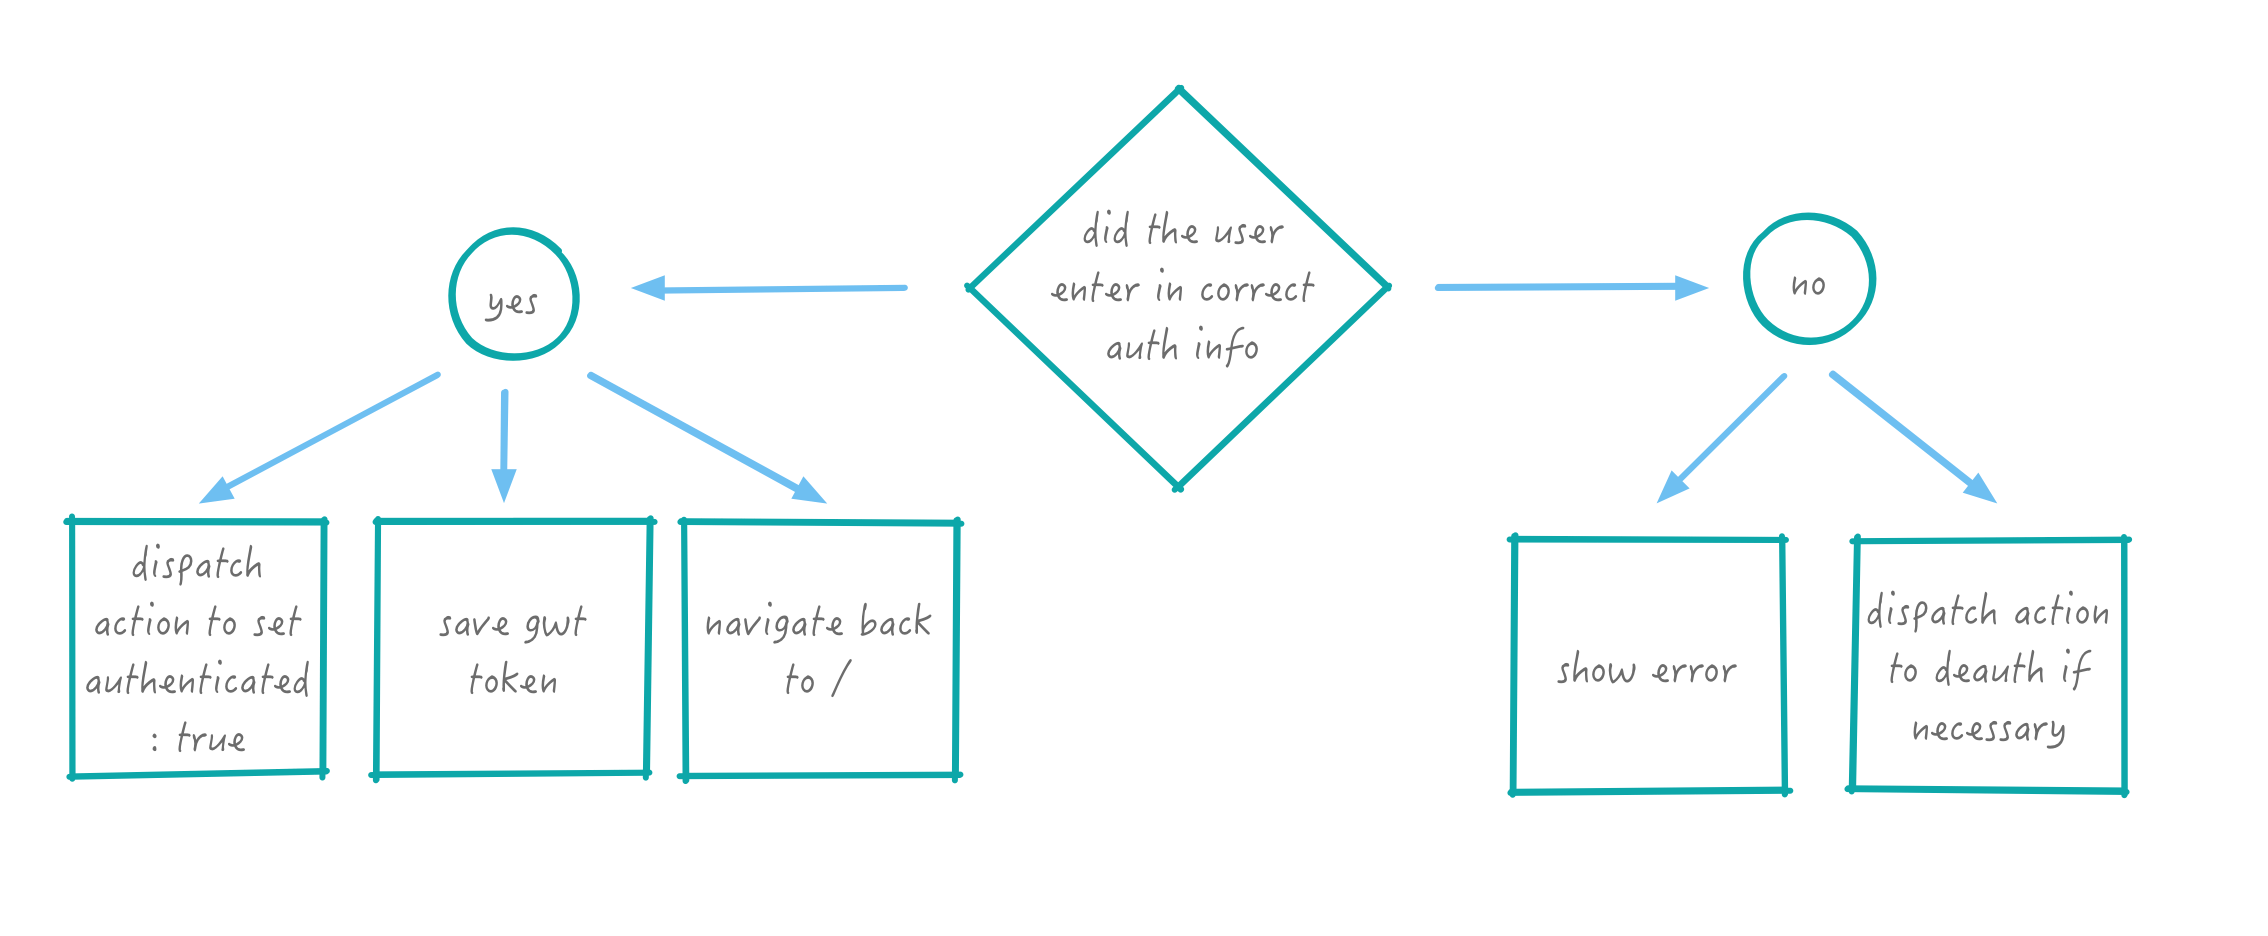 did the user
enter in correct
auth info
yes
no
dispatch
action to set
authenticated
: true
save gwt
token
navigate back
to /
show error
dispatch action
to deauth if
necessary